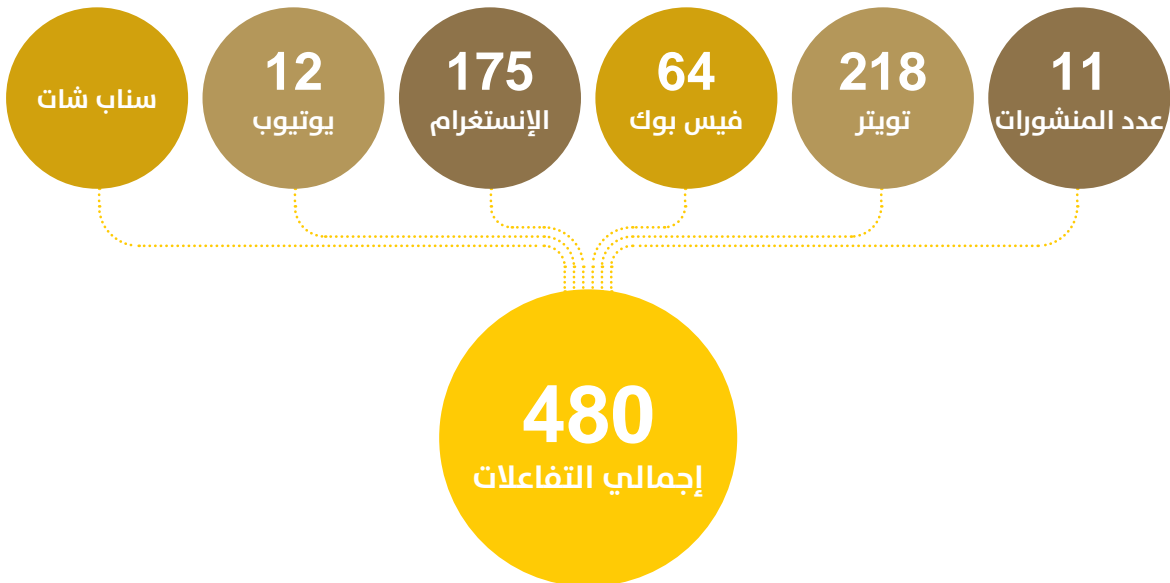 11
عدد المنشورات
218
تويتر
64
فيس بوك
175
الإنستغرام
12
يوتيوب
سناب شات
480
إجمالي التفاعلات